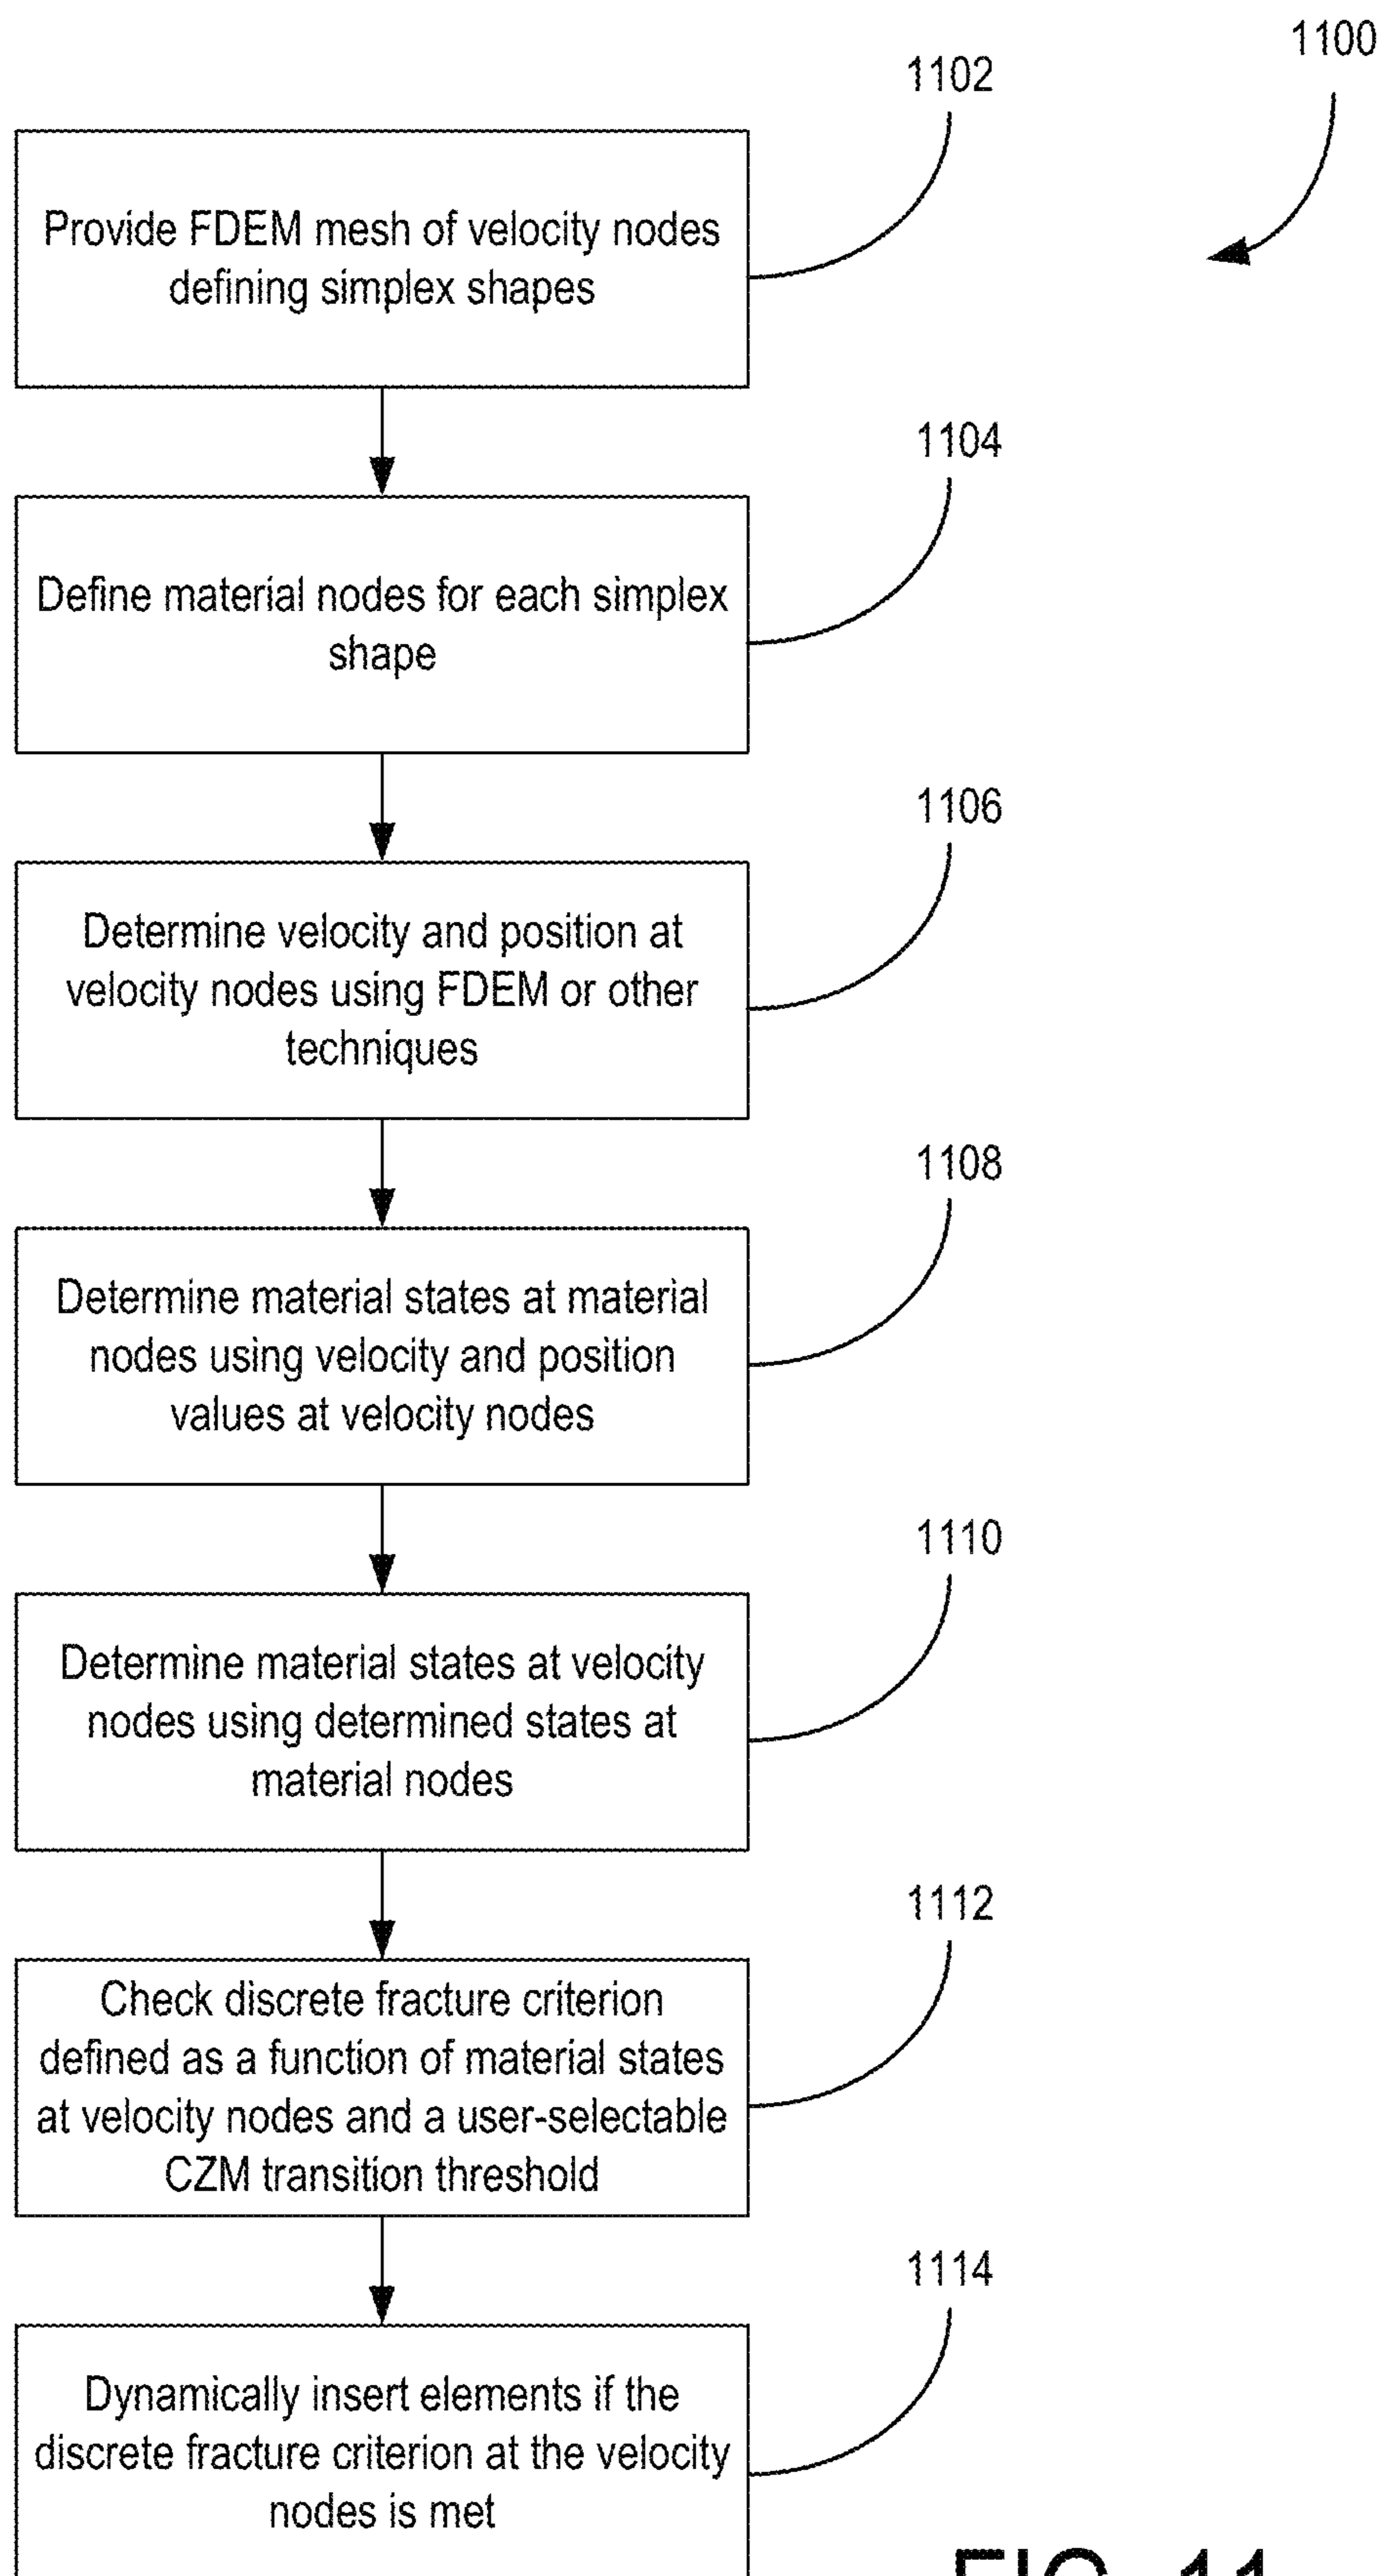 1100
1102
Provide FDEM mesh of velocity nodes
defining simplex shapes
1104
Define material nodes for each simplex
shape
1106
Determine velocity and position at
velocity nodes using FDEM or other
techniques
1108
Determine material states at material
nodes using velocity and position
values at velocity nodes
1110
Determine material states at velocity
nodes using determined states at
material nodes
1112
Check discrete fracture criterion
defined as a function of material states
at velocity nodes and a user-selectable
CZM transition threshold
1114
Dynamically insert elements if the
discrete fracture criterion at the velocity
nodes is met
FIG. 11